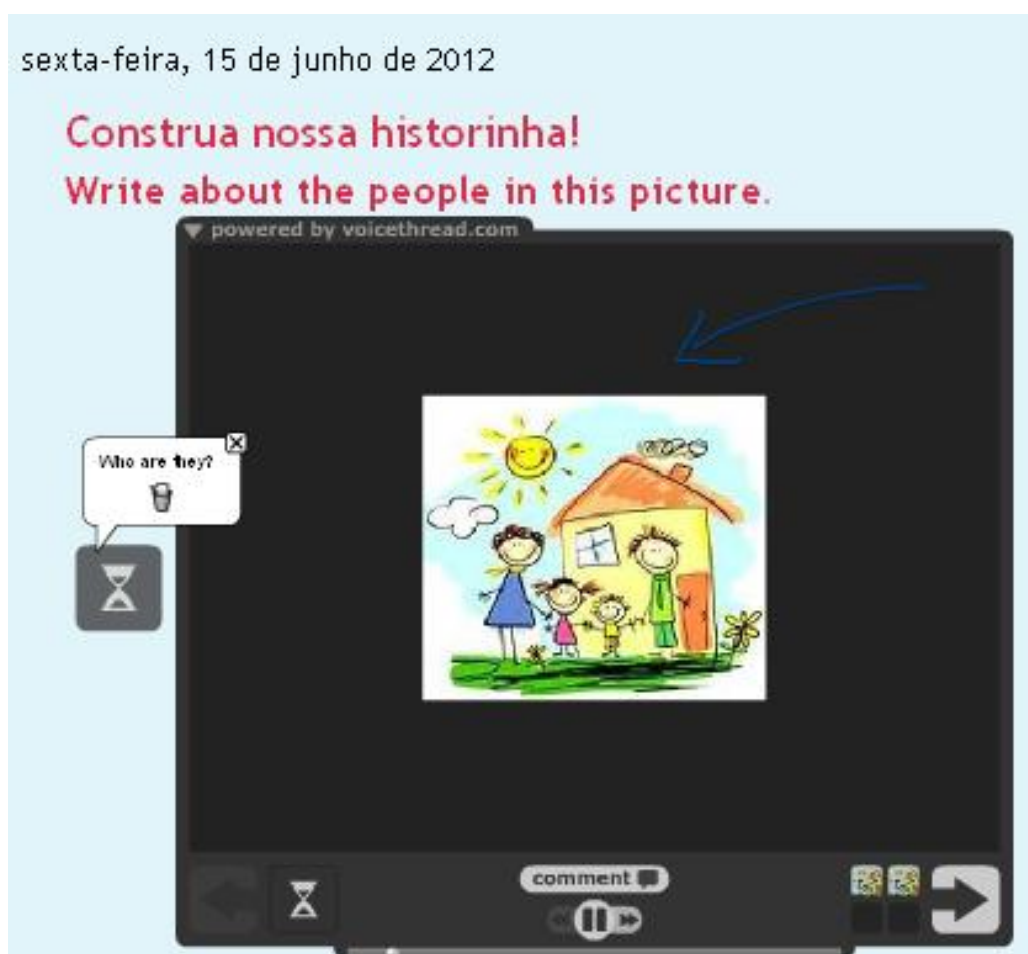 sexta-feira, 15 de junho de 2012
Construa nossa historinha!
Write about the people in this picture.
powered by voicethread.com
Who are they?
comment